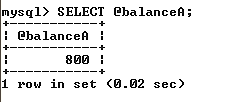 mysql> SELECT @balanceA;
+-----------+
| @balanceA |
+-----------+
|       800 |
+-----------+
1 row in set (0.02 sec)